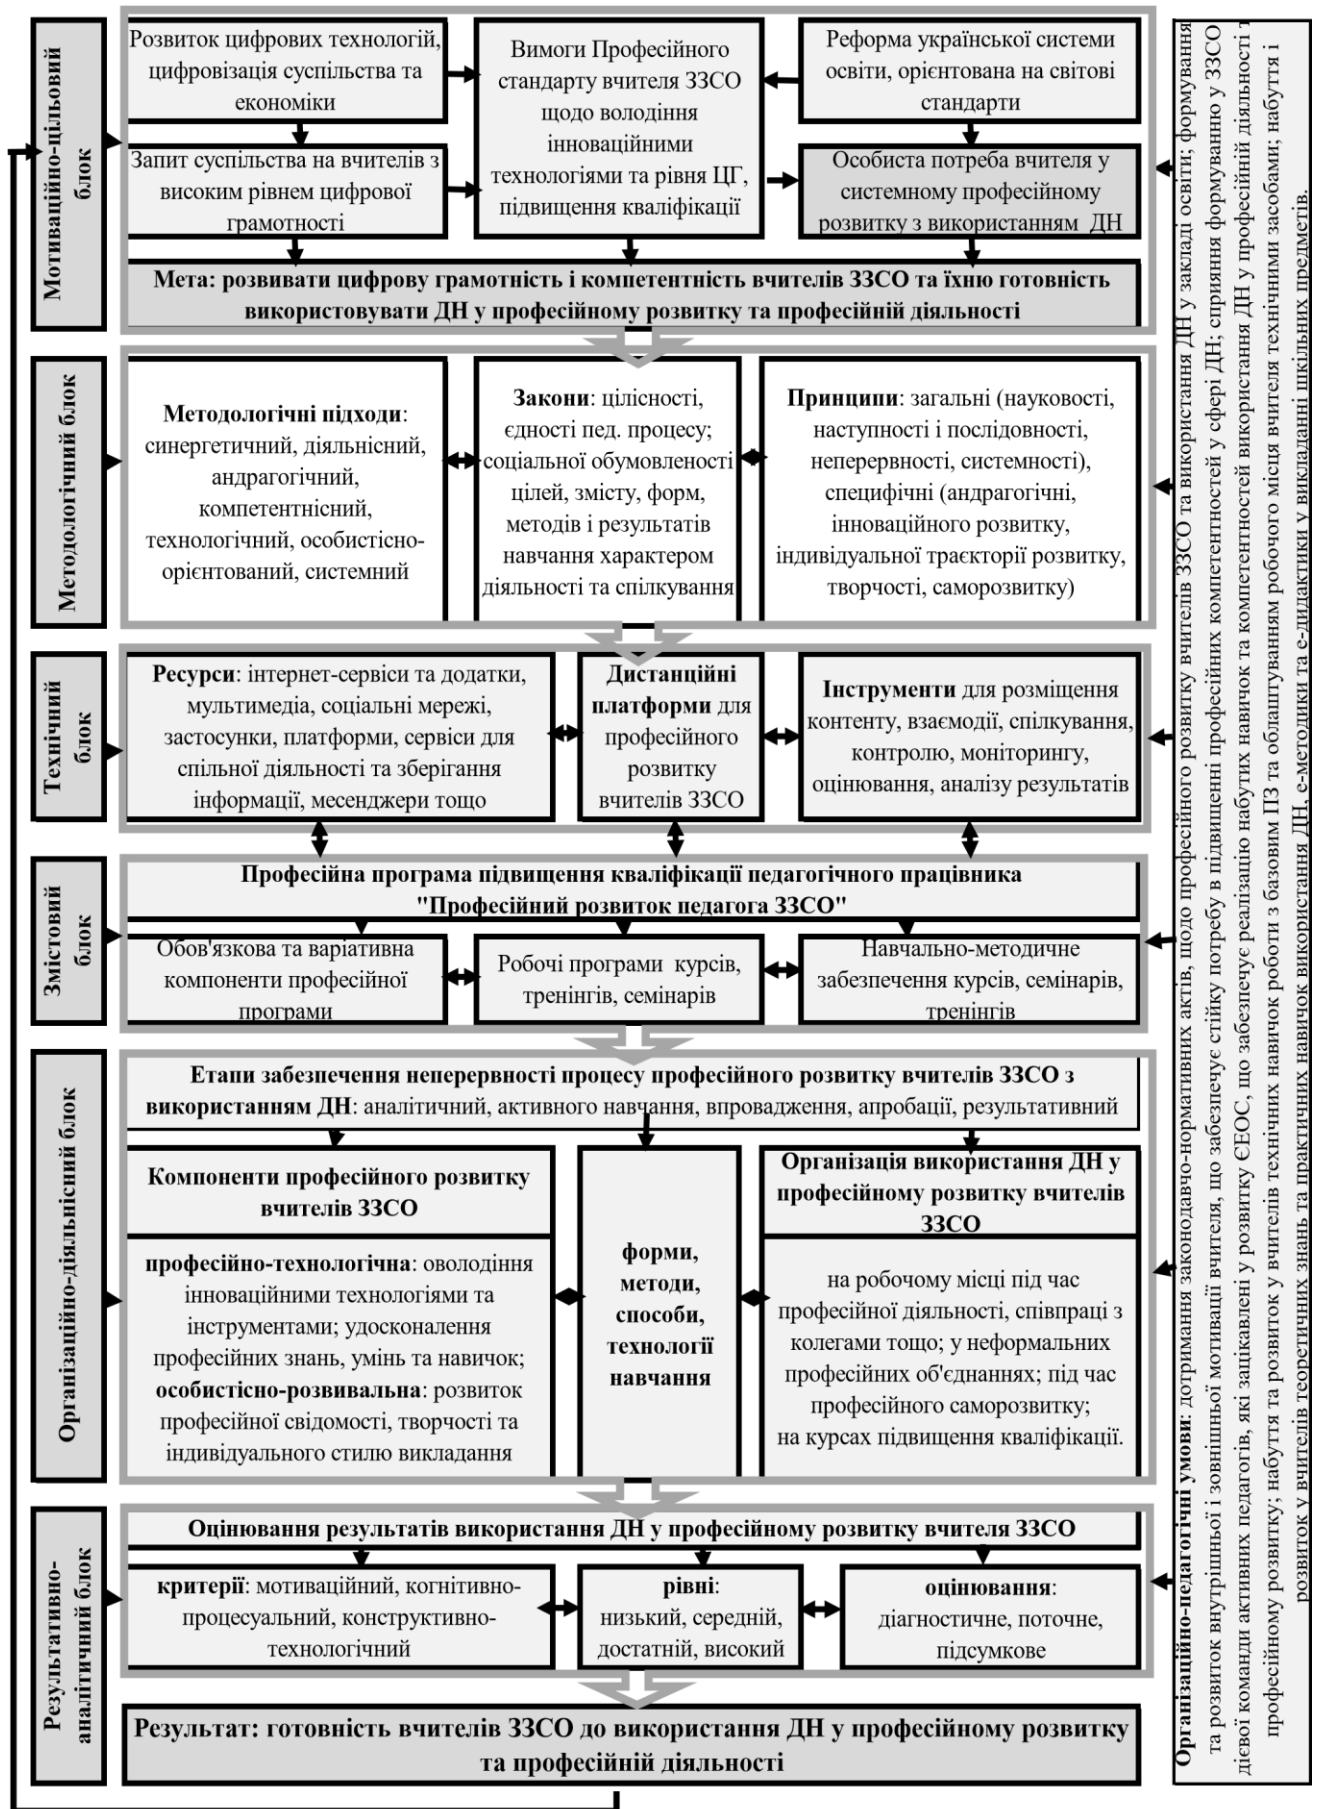 Мотиваційно-цільовий
блок
Розвиток цифрових технологій,
цифровізація суспільства та
економіки
Вимоги Професійного
стандарту вчителя ЗЗСО
щодо володіння
інноваційними
технологіями та рівня ЦГ,
підвищення кваліфікації
Реформа української системи
освіти, орієнтована на світові
стандарти
Запит суспільства на вчителів з
високим рівнем цифрової
грамотності
Особиста потреба вчителя у
системному професійному
розвитку з використанням ДН
Мета: розвивати цифрову грамотність і компетентність вчителів ЗЗСО та їхню готовність
використовувати ДН у професійному розвитку та професійній діяльності
Методологічний блок
Методологічні підходи:
синергетичний, діяльнісний,
андрагогічний,
компетентнісний,
технологічний, особистісно-
орієнтований, системний
Закони: цілісності,
єдності пед. процесу;
соціальної обумовленості
цілей, змісту, форм,
методів і результатів
навчання характером
діяльності та спілкування
Принципи: загальні (науковості,
наступності і послідовності,
неперервності, системності),
специфічні (андрагогічні,
інноваційного розвитку,
індивідуальної траєкторії розвитку,
творчості, саморозвитку)
Технічний
блок
Ресурси: інтернет-сервіси та додатки,
мультимедіа, соціальні мережі,
застосунки, платформи, сервіси для
спільної діяльності та зберігання
інформації, месенджери тощо
Дистанційні
платформи для
професійного
розвитку
вчителів ЗЗСО
Інструменти для розміщення
контенту, взаємодії, спілкування,
контролю, моніторингу,
оцінювання, аналізу результатів
Змістовий
блок
Професійна програма підвищення кваліфікації педагогічного працівника
"Професійний розвиток педагога ЗЗСО"
Обов'язкова та варіативна
компоненти професійної
програми
Робочі програми курсів,
тренінгів, семінарів
Навчально-методичне
забезпечення курсів, семінарів,
тренінгів
Організаційно-діяльнісний блок
Етапи забезпечення неперервності процесу професійного розвитку вчителів ЗЗСО з
використанням ДН: аналітичний, активного навчання, впровадження, апробації, результативний
Компоненти професійного розвитку
вчителів ЗЗСО
професійно-технологічна: оволодіння
інноваційними технологіями та
інструментами; удосконалення
професійних знань, умінь та навичок;
особистісно-розвивальна: розвиток
професійної свідомості, творчості та
індивідуального стилю викладання
форми,
методи,
способи,
технології
навчання
Організація використання ДН у
професійному розвитку вчителів
ЗЗСО
на робочому місці під час
професійної діяльності, співпраці з
колегами тощо; у неформальних
професійних об'єднаннях; під час
професійного саморозвитку;
на курсах підвищення кваліфікації.
Результативно-
аналітичний блок
Оцінювання результатів використання ДН у професійному розвитку вчителя ЗЗСО
критерії: мотиваційний, когнітивно-
процесуальний, конструктивно-
технологічний
рівні:
низький, середній,
достатній, високий
оцінювання:
діагностичне, поточне,
підсумкове
Результат: готовність вчителів ЗЗСО до використання ДН у професійному розвитку
та професійній діяльності
Організаційно-педагогічні умови: дотримання законодавчо-нормативних актів, щодо професійного розвитку вчителів ЗЗСО та використання ДН у закладі освіти; формування
та розвиток внутрішньої і зовнішньої мотивації вчителя, що забезпечує стійку потребу в підвищенні професійних компетентностей у сфері ДН; сприяння формуванню у ЗЗСО
дієвої команди активних педагогів, які зацікавлені у розвитку ЄЕОС, що забезпечує реалізацію набутих навичок та компетентностей використання ДН у професійній діяльності і
професійному розвитку; набуття та розвиток у вчителів технічних навичок роботи з базовим ПЗ та облаштуванням робочого місця вчителя технічними засобами; набуття і
розвиток у вчителів теоретичних знань та практичних навичок використання ДН, е-методики та е-дидактики у викладанні шкільних предметів.